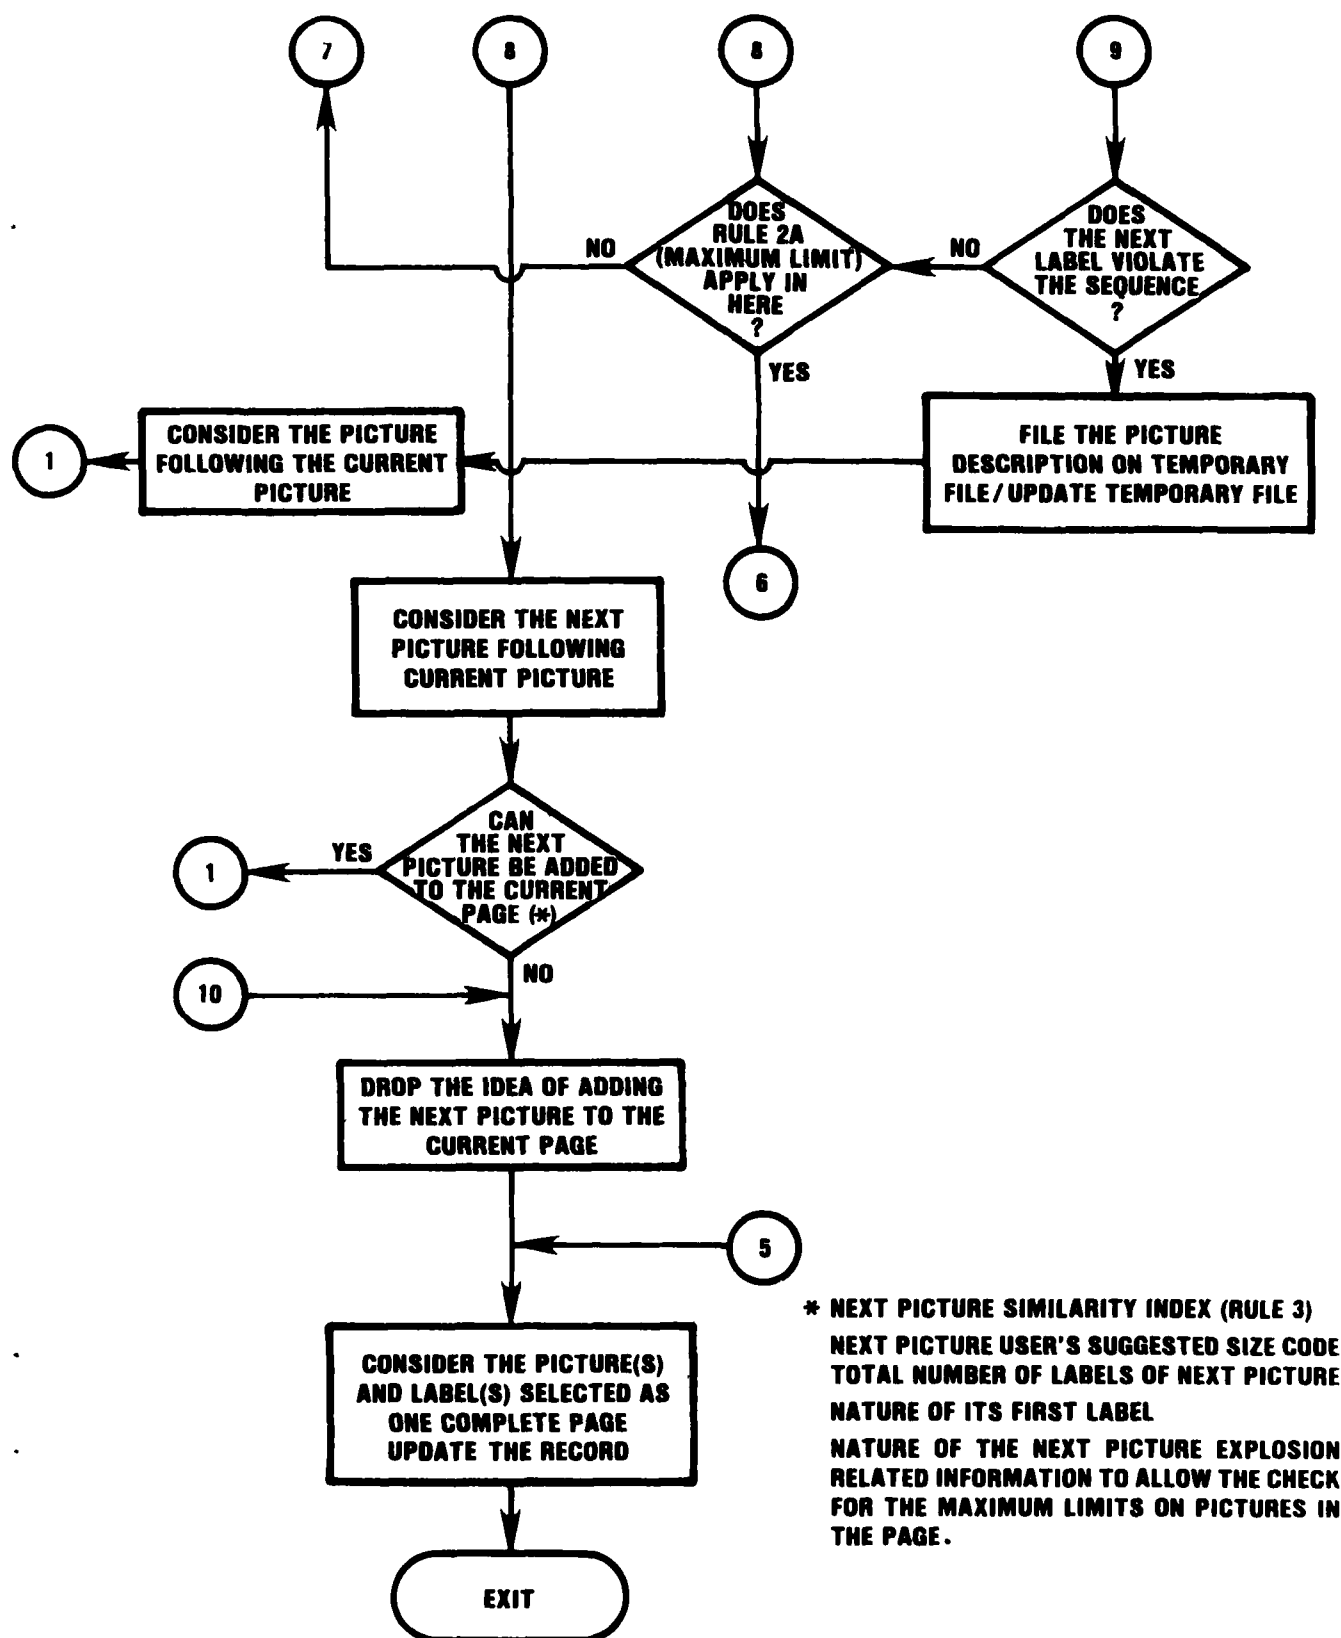 7
8
8
9
DOES
RULE 2A
(MAXIMUM LIMIT)
APPLY IN
HERE
?
DOES
THE NEXT
LABEL VIOLATE
THE SEQUENCE
?
NO
NO
YES
YES
1
CONSIDER THE PICTURE
FOLLOWING THE CURRENT
PICTURE
FILE THE PICTURE
DESCRIPTION ON TEMPORARY
FILE/UPDATE TEMPORARY FILE
6
CONSIDER THE NEXT
PICTURE FOLLOWING
CURRENT PICTURE
CAN
THE NEXT
PICTURE BE ADDED
TO THE CURRENT
PAGE (*)
YES
1
NO
10
DROP THE IDEA OF ADDING
THE NEXT PICTURE TO THE
CURRENT PAGE
5
CONSIDER THE PICTURE(S)
AND LABEL(S) SELECTED AS
ONE COMPLETE PAGE
UPDATE THE RECORD
EXIT
* NEXT PICTURE SIMILARITY INDEX (RULE 3)
NEXT PICTURE USER'S SUGGESTED SIZE CODE
TOTAL NUMBER OF LABELS OF NEXT PICTURE
NATURE OF ITS FIRST LABEL
NATURE OF THE NEXT PICTURE EXPLOSION
RELATED INFORMATION TO ALLOW THE CHECK
FOR THE MAXIMUM LIMITS ON PICTURES IN
THE PAGE.